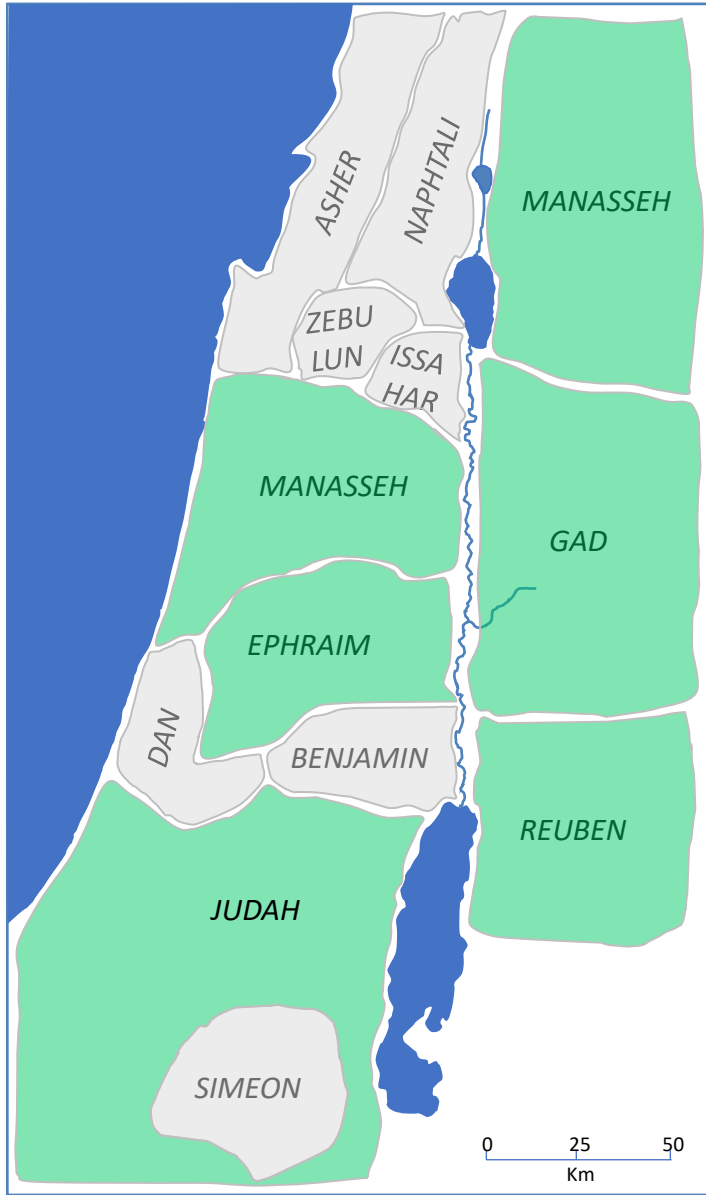 ASHER
NAPHTALI
MANASSEH
ZEBU
LUN
ISSA
HAR
MANASSEH
GAD
EPHRAIM
DAN
BENJAMIN
REUBEN
JUDAH
SIMEON
0 25 50
Km